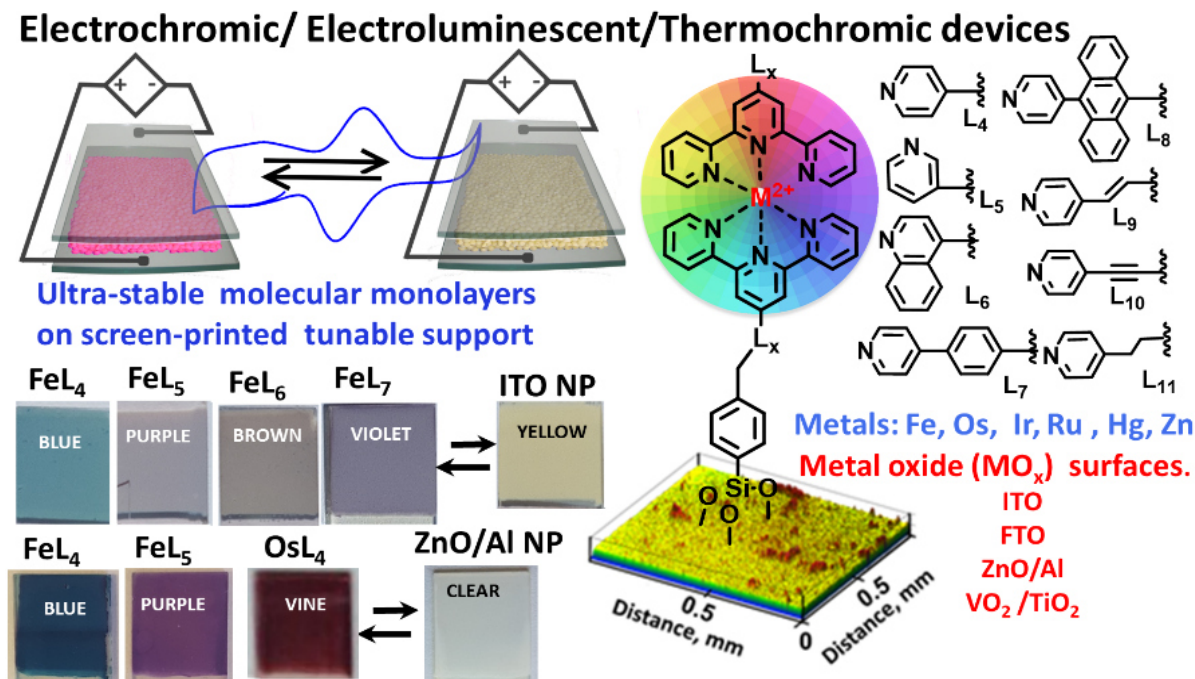 Electrochromic/ Electroluminescent/Thermochromic devices
+ -
+ -
Ultra-stable molecular monolayers
on screen-printed tunable support
FeL4
FeL5
FeL6
FeL7
ITO NP
BLUE
PURPLE
BROWN
VIOLET
YELLOW
FeL4
FeL5
OsL4
ZnO/Al NP
BLUE
PURPLE
VINE
CLEAR
Lx
N
N
N
N
M2+
N
N
N
Lx
Si
O
O
O
Distance, mm
0.5
0
0.5
Distance, mm
N
L4
N
L8
N
L5
N
L9
N
L6
N
L10
N
L7
N
L11
Metals: Fe, Os, Ir, Ru , Hg, Zn
Metal oxide (MOx) surfaces.
ITO
FTO
ZnO/Al
VO2 /TiO2